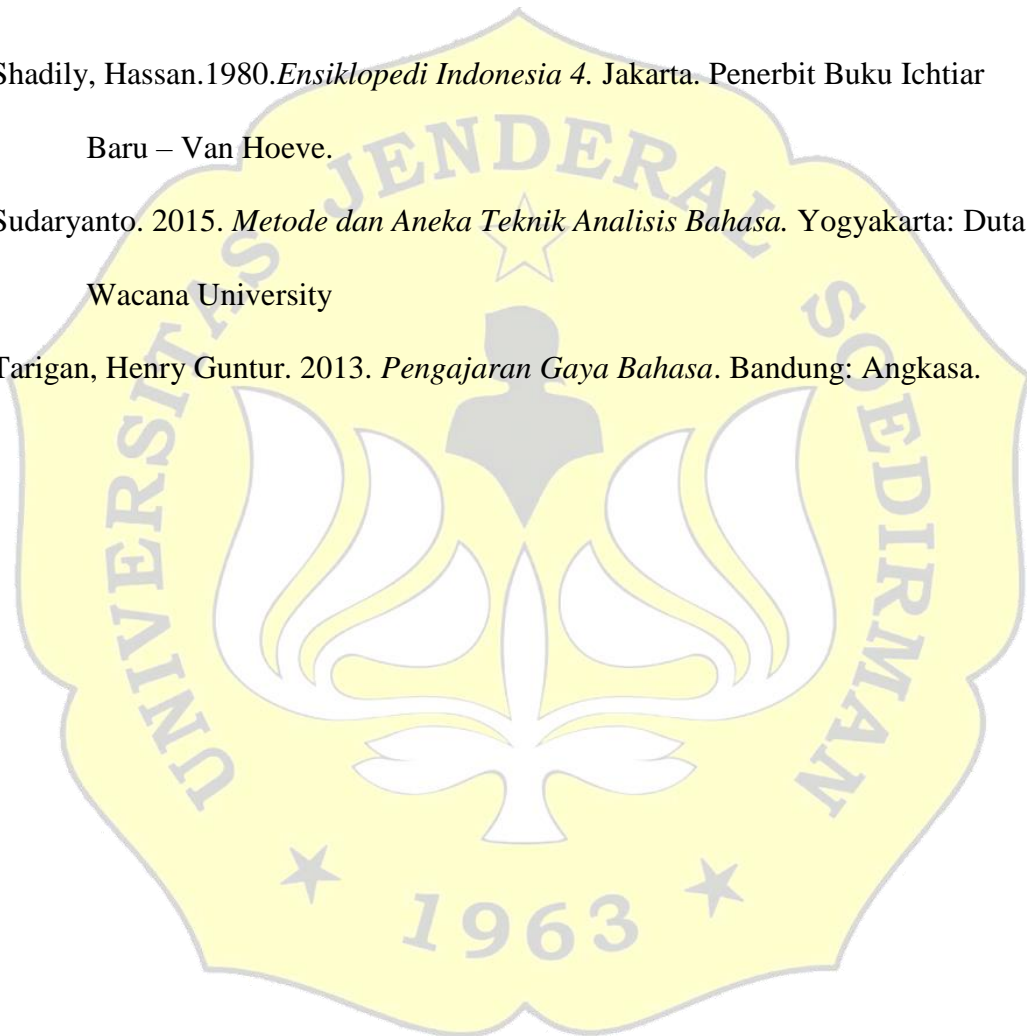 Shadily, Hassan.1980.Ensiklopedi Indonesia 4. Jakarta. Penerbit Buku Ichtiar
Baru – Van Hoeve.
Sudaryanto. 2015. Metode dan Aneka Teknik Analisis Bahasa. Yogyakarta: Duta
Wacana University
Tarigan, Henry Guntur. 2013. Pengajaran Gaya Bahasa. Bandung: Angkasa.
UNIVERSITAS JENDERAL SOEDIRMAN
1963